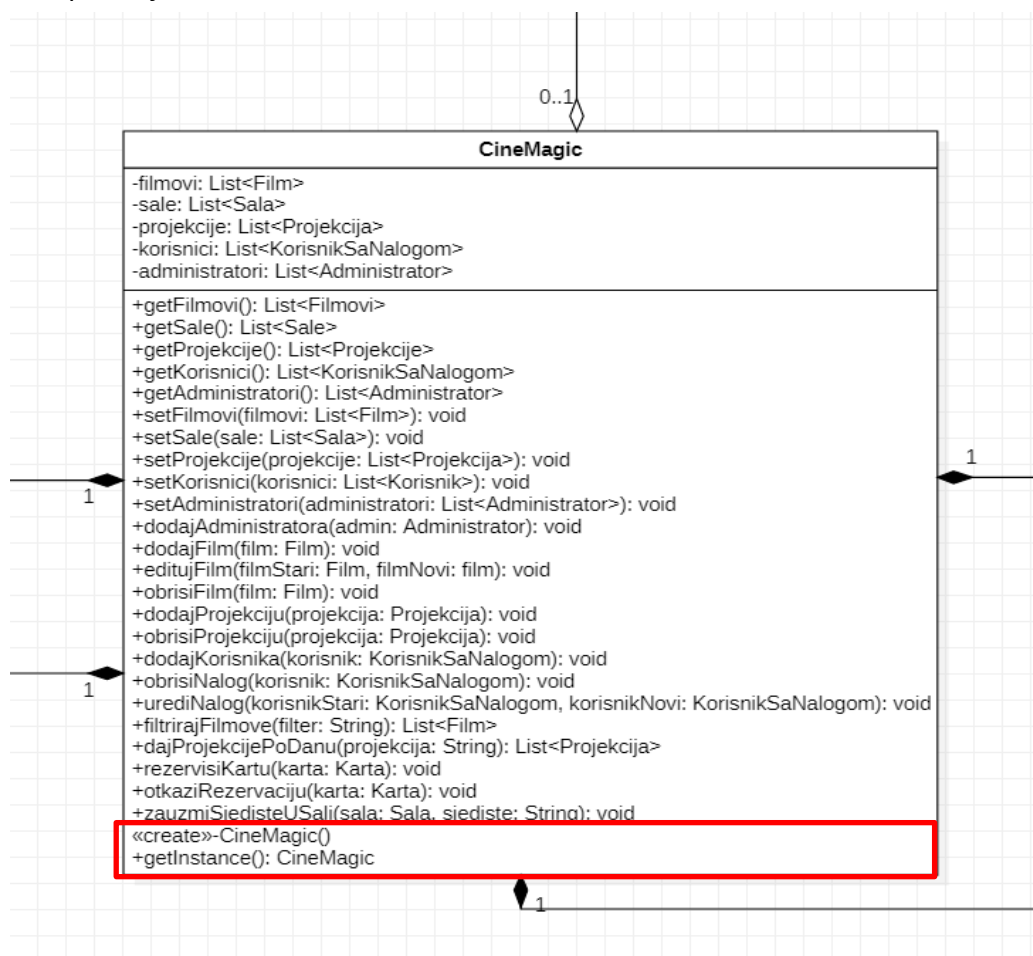 0..1
CineMagic
-filmovi: List<Film>
-sale: List<Sala>
-projekcije: List<Projekcija>
-korisnici: List<KorisnikSaNalogom>
-administratori: List<Administrator>
+getFilmovi(): List<Filmovi>
+getSale(): List<Sale>
+getProjekcije(): List<Projekcije>
+getKorisnici(): List<KorisnikSaNalogom>
+getAdministratori(): List<Administrator>
+setFilmovi(filmovi: List<Film>): void
+setSale(sale: List<Sala>): void
+setProjekcije(projekcije: List<Projekcija>): void
1
+setKorisnici(korisnici: List<Korisnik>): void
1
+setAdministratori(administratori: List<Administrator>): void
+dodajAdministratora(admin: Administrator): void
+dodajFilm(film: Film): void
+editujFilm(filmStari: Film, filmNovi: film): void
+obrisiFilm(film: Film): void
+dodajProjekciju(projekcija: Projekcija): void
+obrisiProjekciju(projekcija: Projekcija): void
+dodajKorisnika(korisnik: KorisnikSaNalogom): void
+obrisiNalog(korisnik: KorisnikSaNalogom): void
1
+urediNalog(korisnikStari: KorisnikSaNalogom, korisnikNovi: KorisnikSaNalogom): void
+filtrirajFilmove(filter: String): List<Film>
+dajProjekcijePoDanu(projekcija: String): List<Projekcija>
+rezervisiKartu(karta: Karta): void
+otkaziRezervaciju(karta: Karta): void
+zauzmiSjedisteUSali(sala: Sala, sjediste: String): void
«create»-CineMagic()
+getInstance(): CineMagic
1